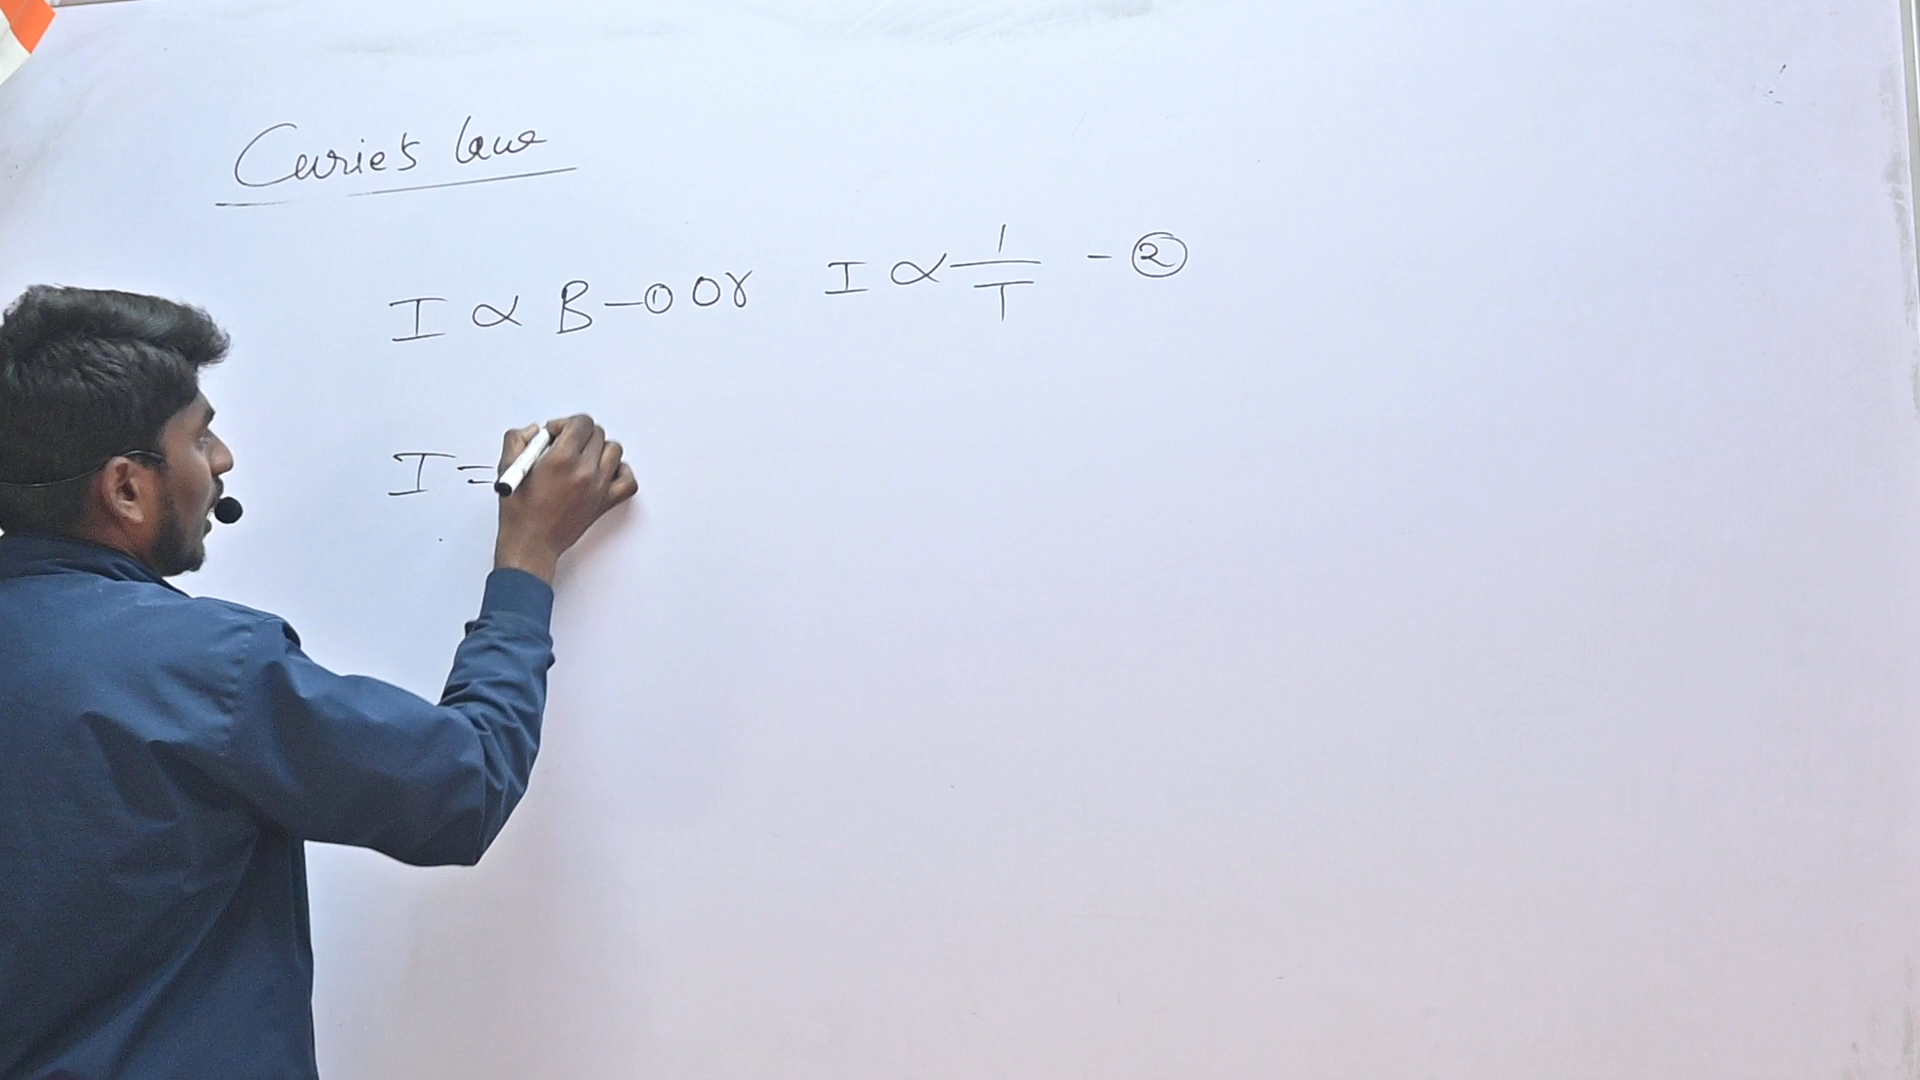 Curie's law
I ∝ B –① Or I ∝ 1/T – ②
I =